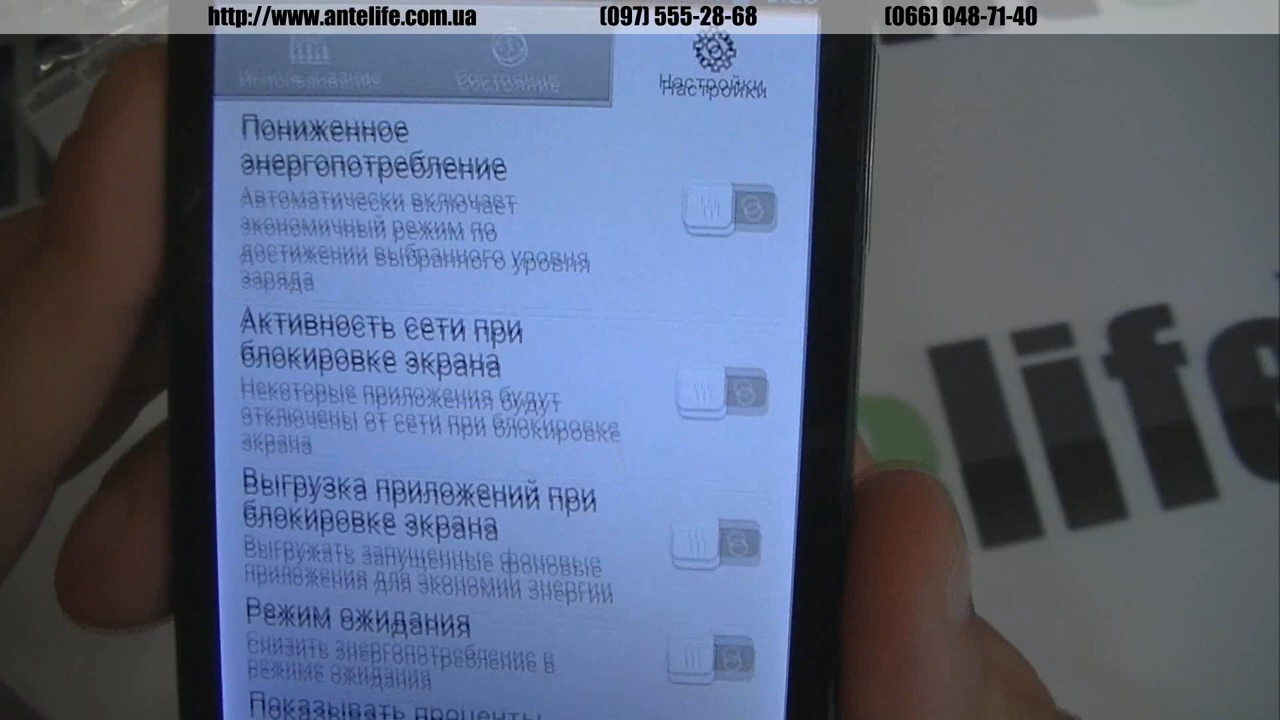 http://www.antelife.com.ua (097) 555-28-68 (066) 048-71-40
Использование Состояние Настройки
Пониженное
энергопотребление
Автоматически включает
экономичный режим по
достижении выбранного уровня
заряда
Активность сети при
блокировке экрана
Некоторые приложения будут
отключены от сети при блокировке
экрана
Выгрузка приложений при
блокировке экрана
Выгружать запущенные фоновые
приложения для экономии энергии
Режим ожидания
Снизить энергопотребление в
режиме ожидания
Показывать проценты
life